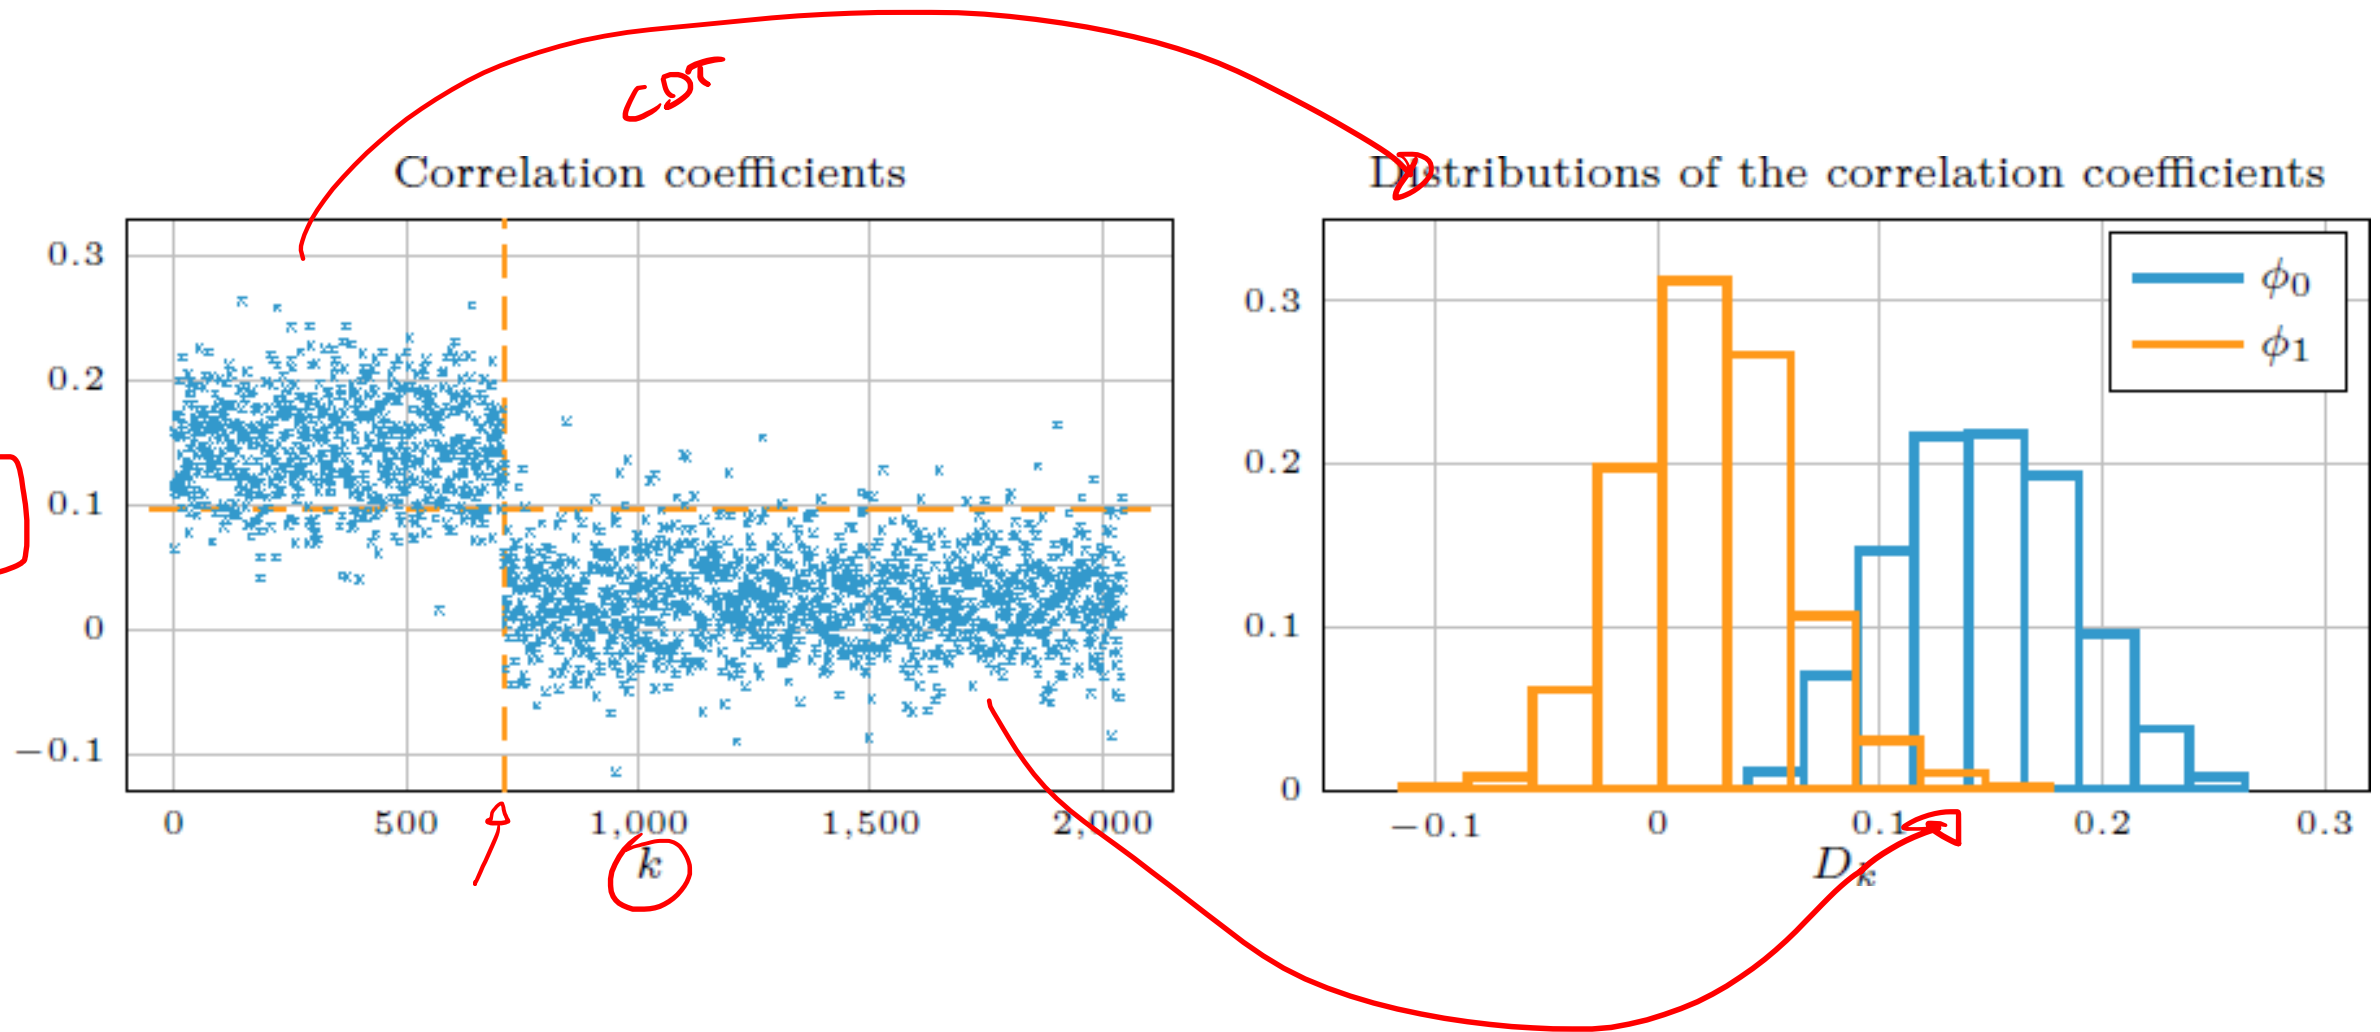 CDT
Correlation coefficients
0.3
0.2
0.1
0
−0.1
0 500 1,000 1,500 2,000
k
Distributions of the correlation coefficients
ϕ0
ϕ1
0.3
0.2
0.1
0
−0.1 0 0.1 0.2 0.3
Dk